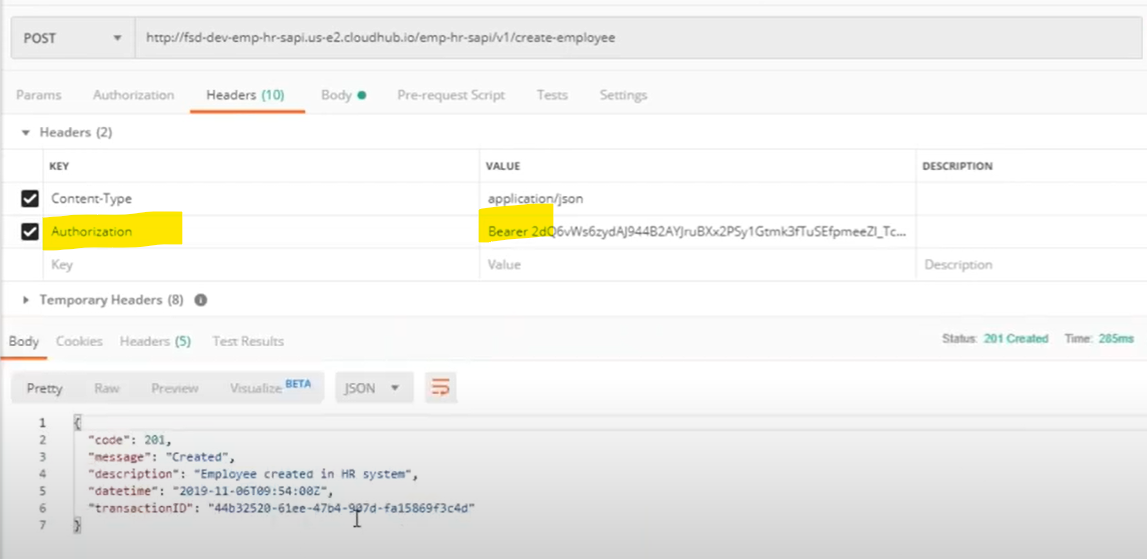 POST http://fsd-dev-emp-hr-sapi.us-e2.cloudhub.io/emp-hr-sapi/v1/create-employee
Params Authorization Headers (10) Body Pre-request Script Tests Settings
Headers (2)
KEY VALUE DESCRIPTION
Content-Type application/json
Authorization Bearer 2dQ6vWs6zydAJ944B2AYJruBXx2PSy1Gtmk3fTuSEfpmeeZI_Tc...
Key Value Description
Temporary Headers (8)
Body Cookies Headers (5) Test Results Status: 201 Created Time: 285ms
Pretty Raw Preview Visualize BETA JSON
1 {
2 "code": 201,
3 "message": "Created",
4 "description": "Employee created in HR system",
5 "datetime": "2019-11-06T09:54:00Z",
6 "transactionID": "44b32520-61ee-47b4-907d-fa15869f3c4d"
7 }